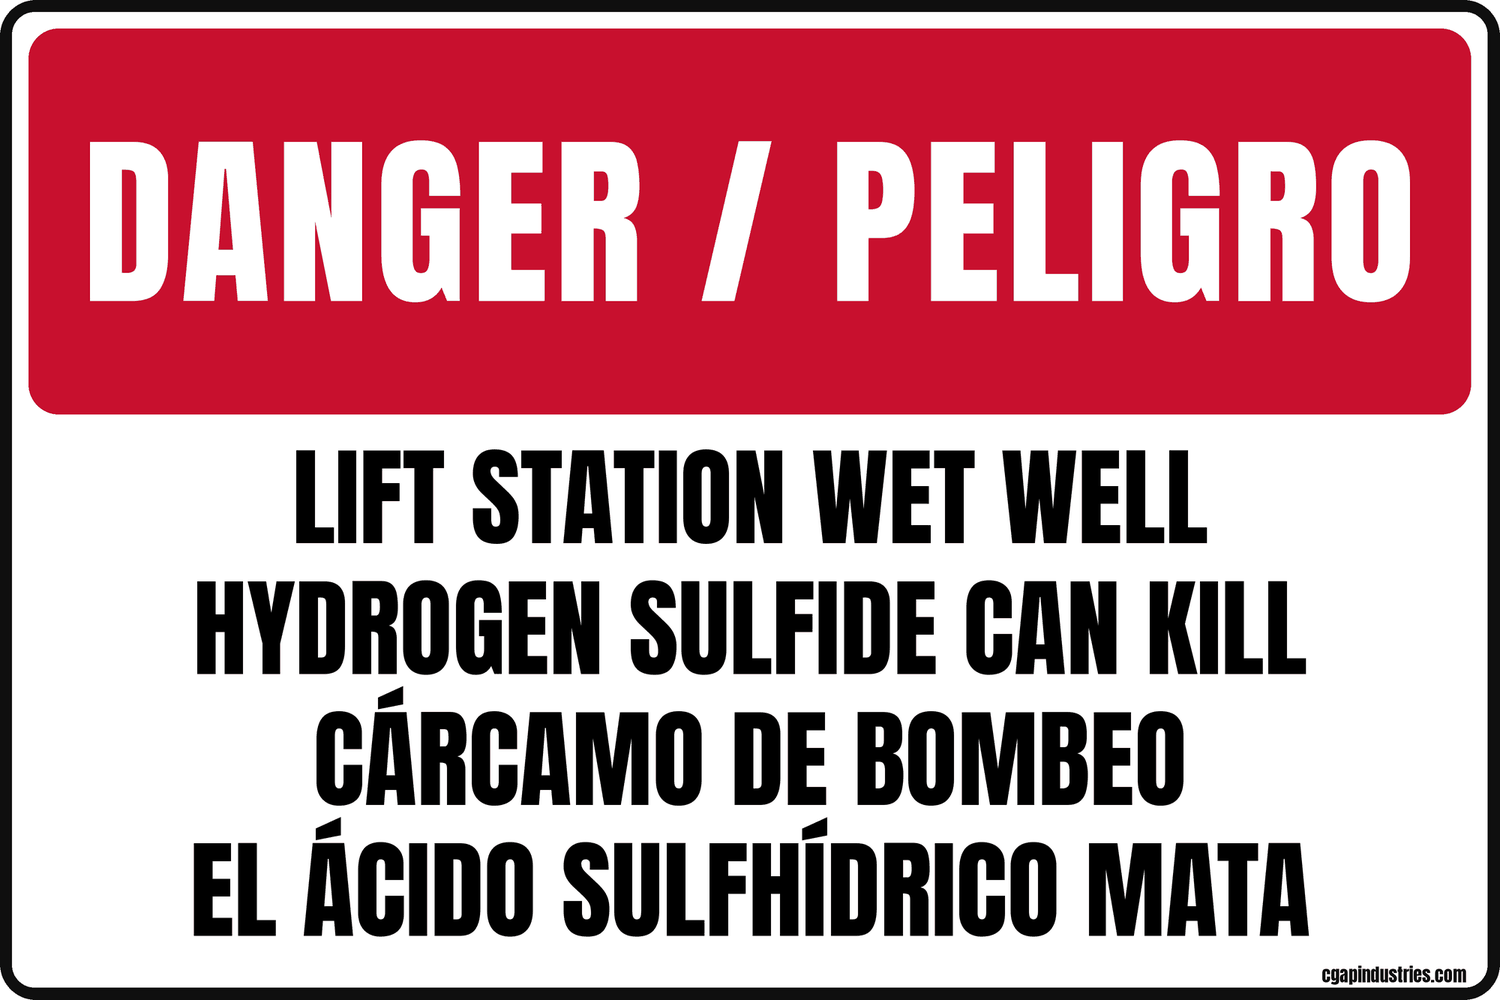 DANGER / PELIGRO
LIFT STATION WET WELL
HYDROGEN SULFIDE CAN KILL
CÁRCAMO DE BOMBEO
EL ÁCIDO SULFHÍDRICO MATA
cgapindustries.com